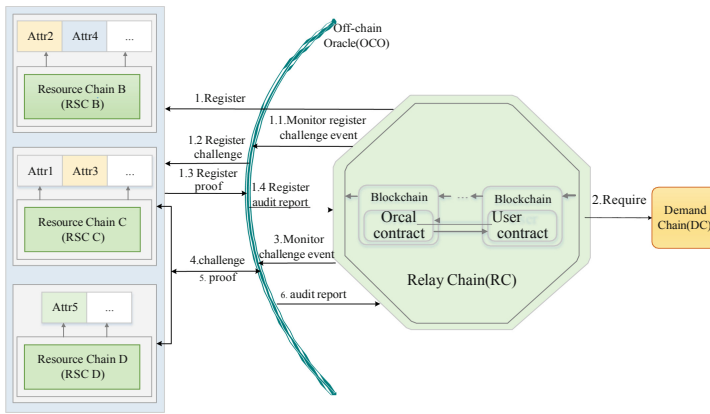 Attr2
Attr4
...
Resource Chain B
(RSC B)
Attr1
Attr3
...
Resource Chain C
(RSC C)
Attr5
...
Resource Chain D
(RSC D)
Off-chain
Oracle(OCO)
1.Register
1.1.Monitor register
challenge event
1.2 Register
challenge
1.3 Register
proof
1.4 Register
audit report
3.Monitor
challenge event
4.challenge
5. proof
6. audit report
Blockchain
...
Blockchain
Orcal
contract
User
contract
Relay Chain(RC)
2.Require
Demand
Chain(DC)